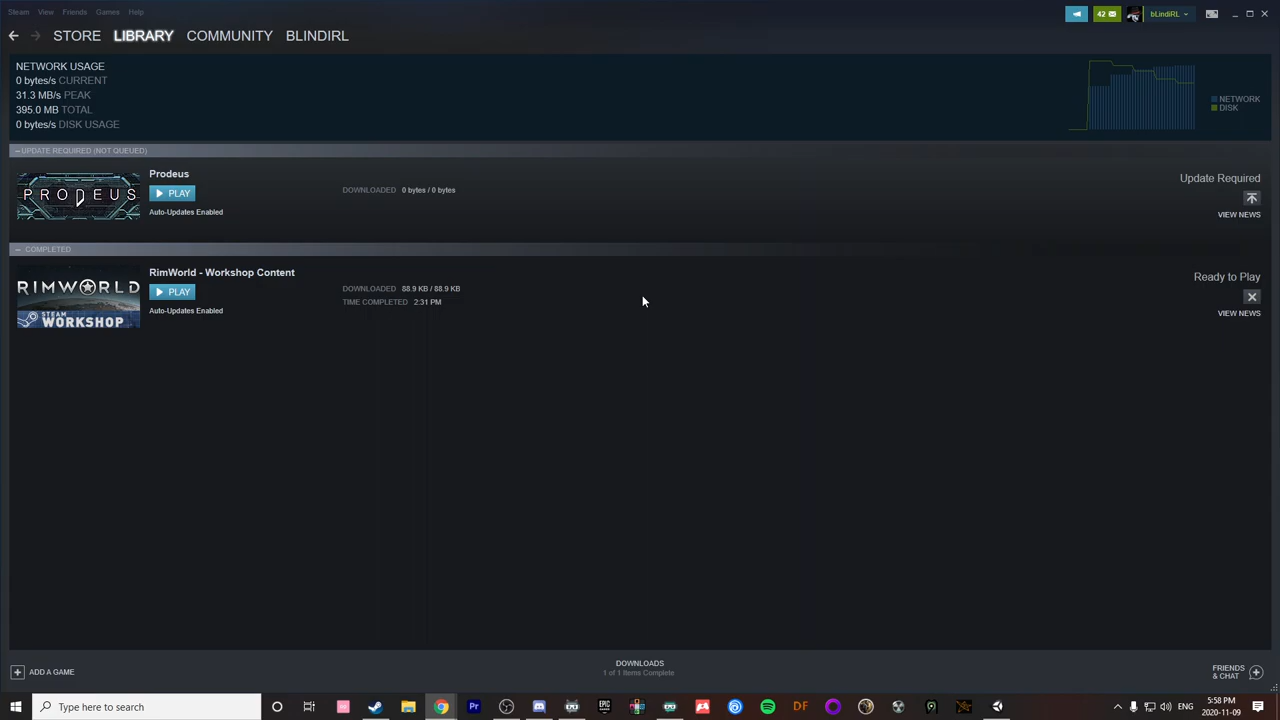 Steam View Friends Games Help
42 bLindiRL
STORE LIBRARY COMMUNITY BLINDIRL
NETWORK USAGE
0 bytes/s CURRENT
31.3 MB/s PEAK
395.0 MB TOTAL
0 bytes/s DISK USAGE
NETWORK
DISK
UPDATE REQUIRED (NOT QUEUED)
PRODEUS
Prodeus
PLAY
Auto-Updates Enabled
DOWNLOADED 0 bytes / 0 bytes
Update Required
VIEW NEWS
COMPLETED
RIMWORLD
STEAM
WORKSHOP
RimWorld - Workshop Content
PLAY
Auto-Updates Enabled
DOWNLOADED 88.9 KB / 88.9 KB
TIME COMPLETED 2:31 PM
Ready to Play
VIEW NEWS
ADD A GAME
DOWNLOADS
1 of 1 Items Complete
FRIENDS
& CHAT
Type here to search
Pr
EPIC
GAMES
DF
5:58 PM
2020-11-09